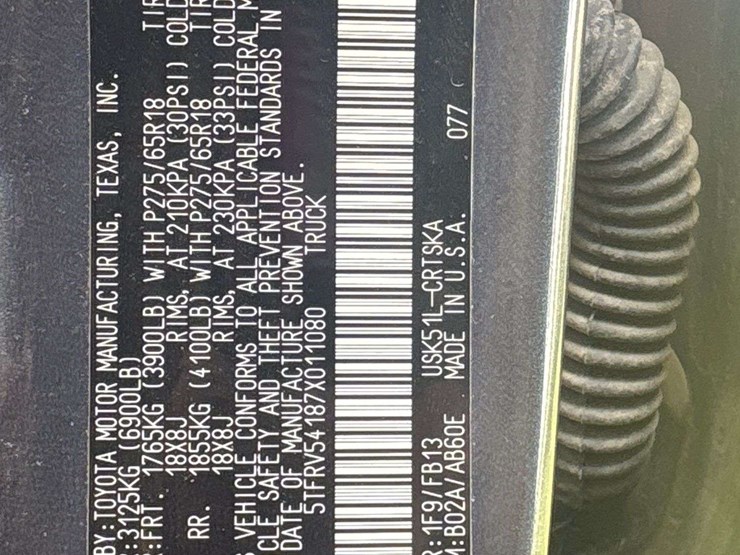 BY: TOYOTA MOTOR MANUFACTURING, TEXAS, INC.
:3125KG (6900LB)
:FRT. 1765KG (3900LB) WITH P275/65R18 TIR
18X8J RIMS, AT 210KPA (30PSI) COLD
RR. 1855KG (4100LB) WITH P275/65R18 TIR
18X8J RIMS, AT 230KPA (33PSI) COLD
S VEHICLE CONFORMS TO ALL APPLICABLE FEDERAL M
CLE SAFETY AND THEFT PREVENTION STANDARDS IN
DATE OF MANUFACTURE SHOWN ABOVE.
5TFRV54187X011080 TRUCK
R: 1F9/FB13 USK51L-CRTSKA 077
M: B02A/AB60E MADE IN U.S.A.